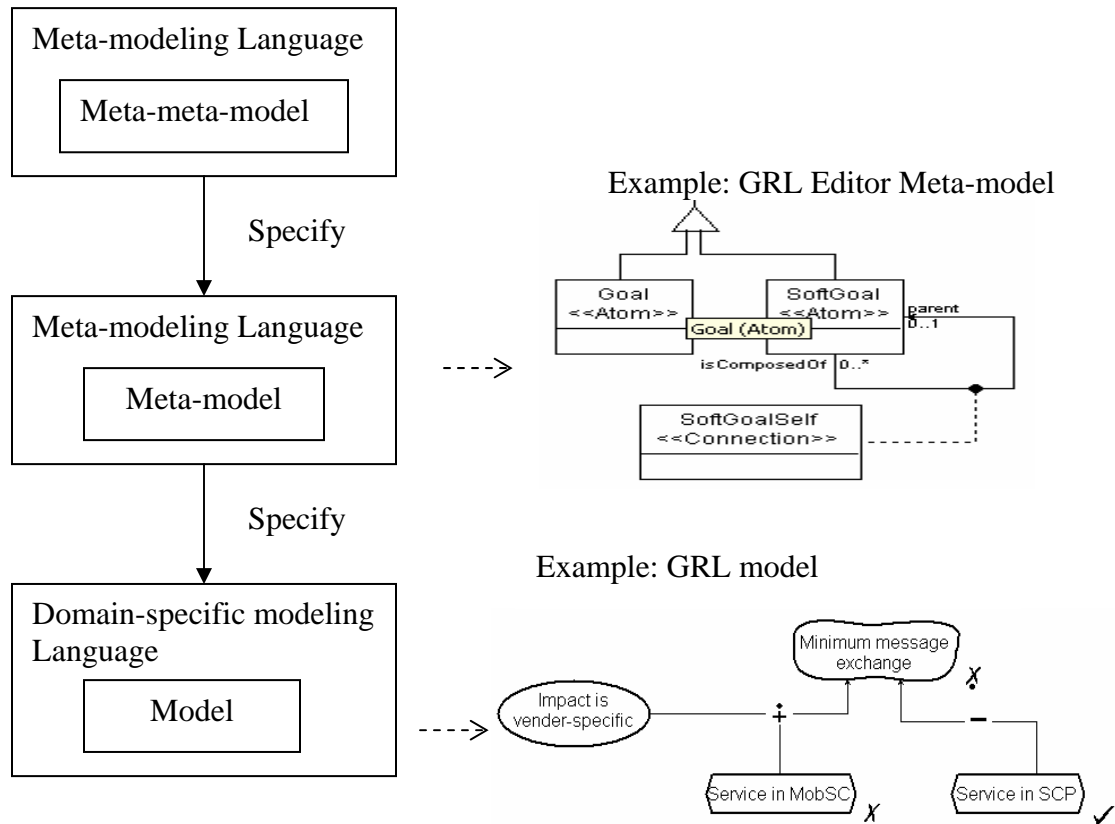 Meta-modeling Language
Meta-meta-model
Specify
Example: GRL Editor Meta-model
Goal
<<Atom>>
SoftGoal
<<Atom>>
Goal (Atom)
parent
0..1
isComposedOf 0..*
SoftGoalSelf
<<Connection>>
Meta-modeling Language
Meta-model
Specify
Example: GRL model
Domain-specific modeling
Language
Model
Minimum message
exchange
Impact is
vender-specific
+
-
Service in MobSC
Service in SCP